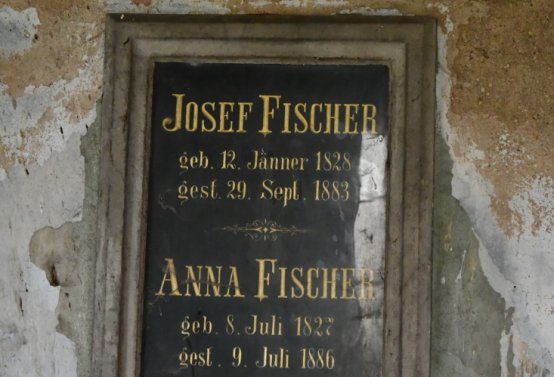 JOSEF FISCHER
geb. 12. Jänner 1828
gest. 29. Sept. 1883
ANNA FISCHER
geb. 8. Juli 1827
gest. 9. Juli 1886